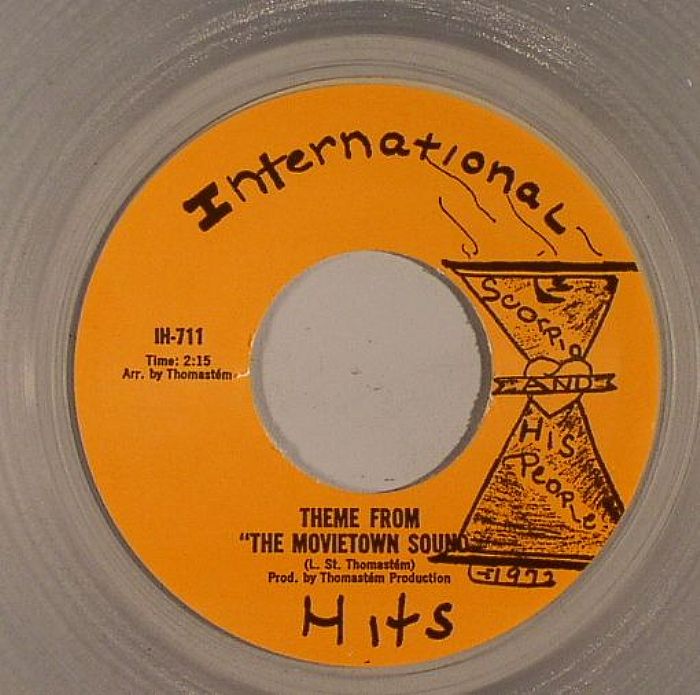 International
IH-711
Time: 2:15
Arr. by Thomastém
Scorpio
AND
HIS
People
THEME FROM
"THE MOVIETOWN SOUND
(L. St. Thomastém)
Prod. by Thomastém Production
1972
Hits